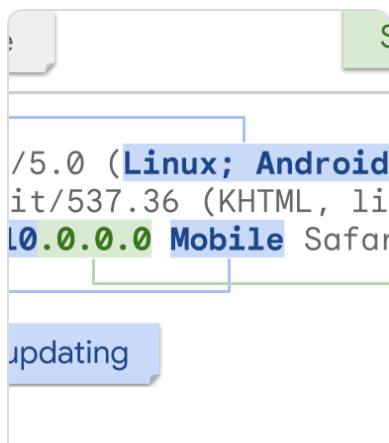 /5.0 (Linux; Android
it/537.36 (KHTML, li
10.0.0.0 Mobile Safar
updating